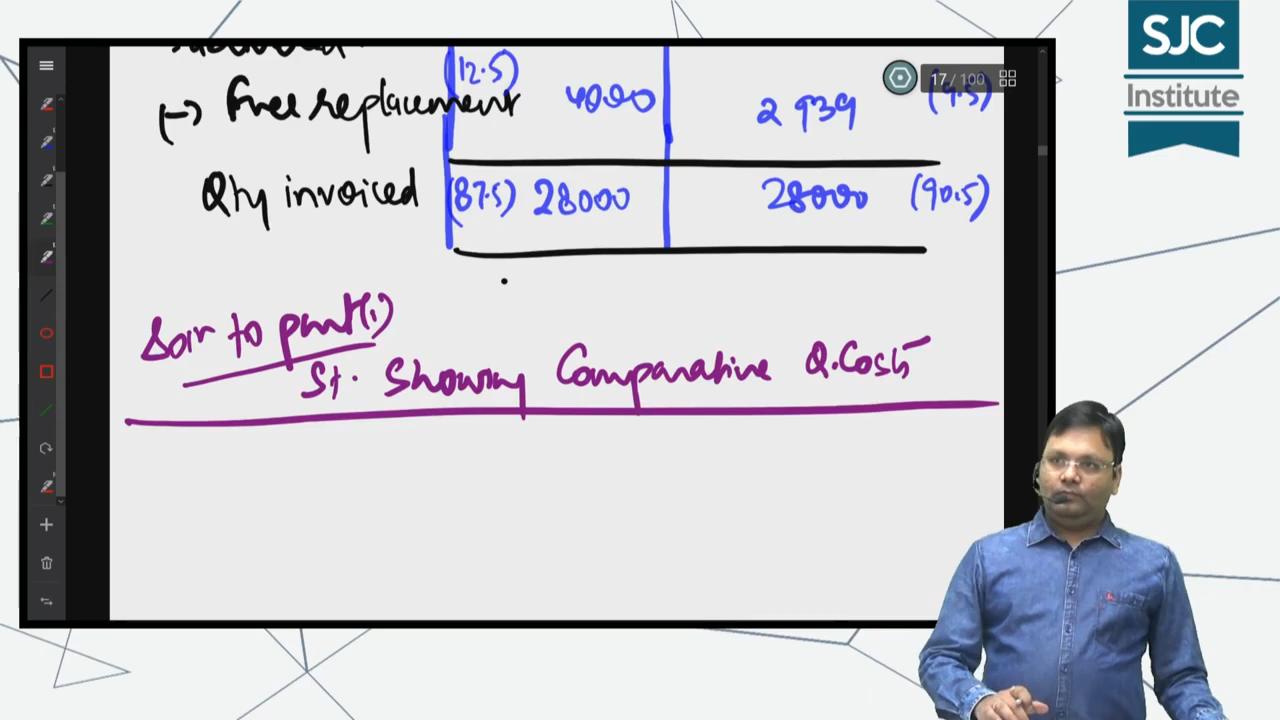 SJC
Institute
17/100
(12.5)
(-) Free replacement 4000 2939 (9.5)
Qty invoiced (87.5) 28000 28000 (90.5)
Soln to part(i)
St. Showing Comparative Q.Costs